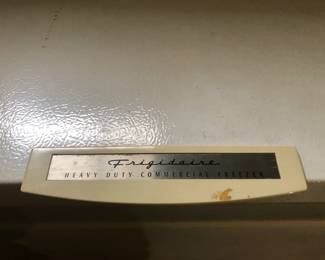 Frigidaire
HEAVY DUTY COMMERCIAL FREEZER